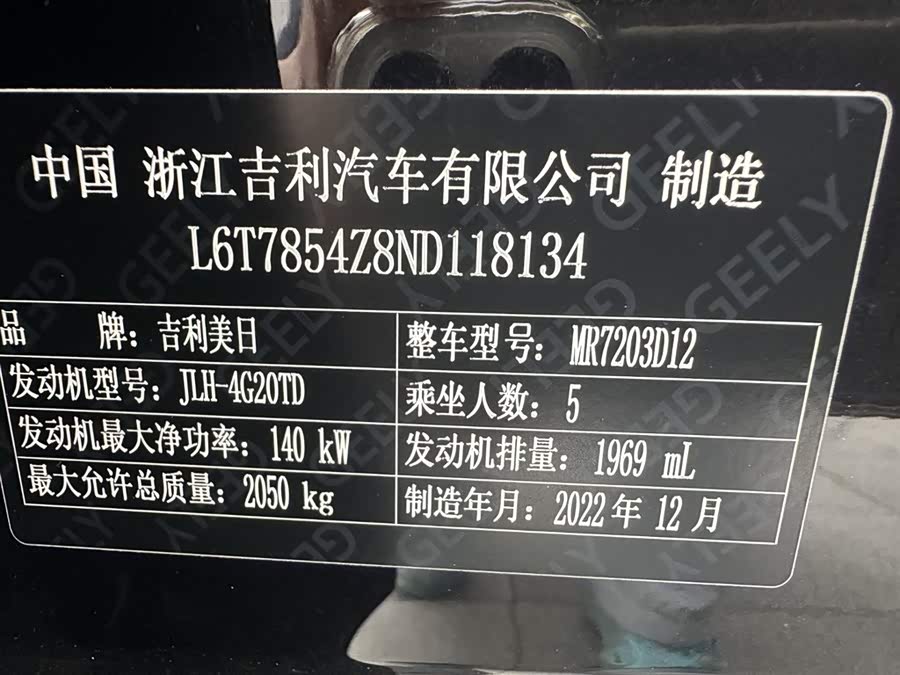 中国 浙江吉利汽车有限公司 制造
L6T7854Z8ND118134
品 牌：吉利美日 整车型号：MR7203D12
发动机型号：JLH-4G20TD 乘坐人数：5
发动机最大净功率：140 kW 发动机排量：1969 mL
最大允许总质量：2050 kg 制造年月：2022年 12月
GEELY
GEELY
GEELY
GEELY